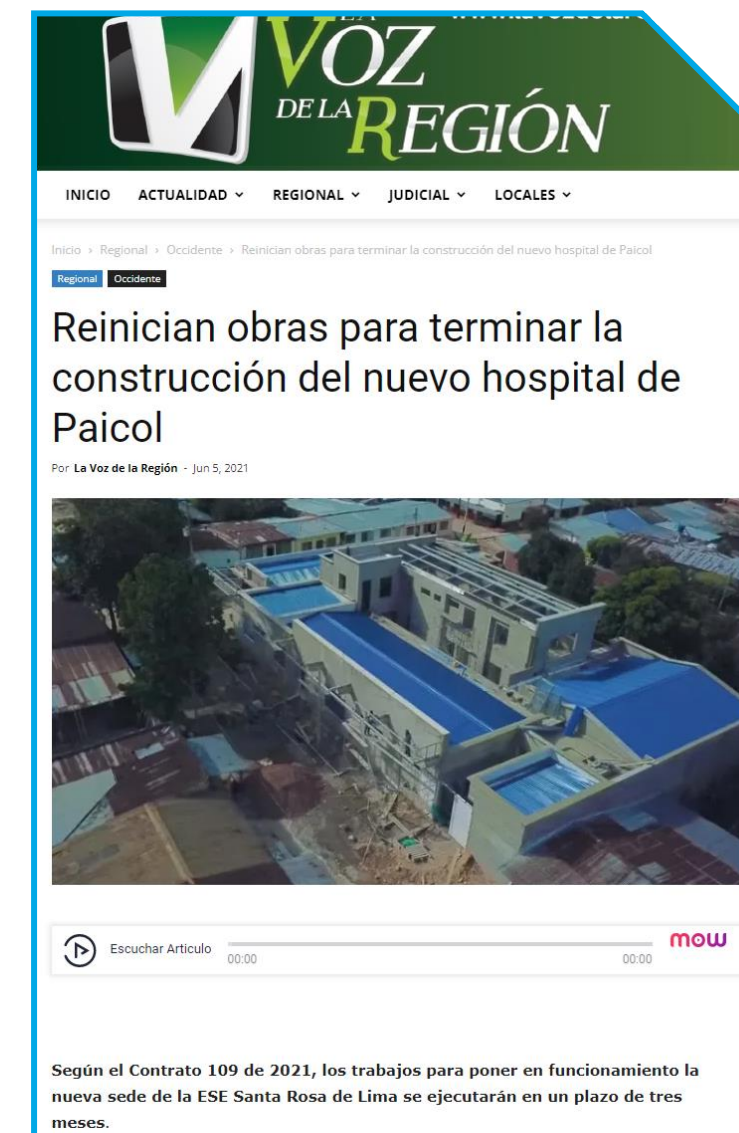 VOZ
DE LA REGIÓN
INICIO ACTUALIDAD REGIONAL JUDICIAL LOCALES
Inicio › Regional › Occidente › Reinician obras para terminar la construcción del nuevo hospital de Paicol
Regional Occidente
Reinician obras para terminar la
construcción del nuevo hospital de
Paicol
Por La Voz de la Región - Jun 5, 2021
Escuchar Articulo
00:00 00:00
mow
Según el Contrato 109 de 2021, los trabajos para poner en funcionamiento la
nueva sede de la ESE Santa Rosa de Lima se ejecutarán en un plazo de tres
meses.